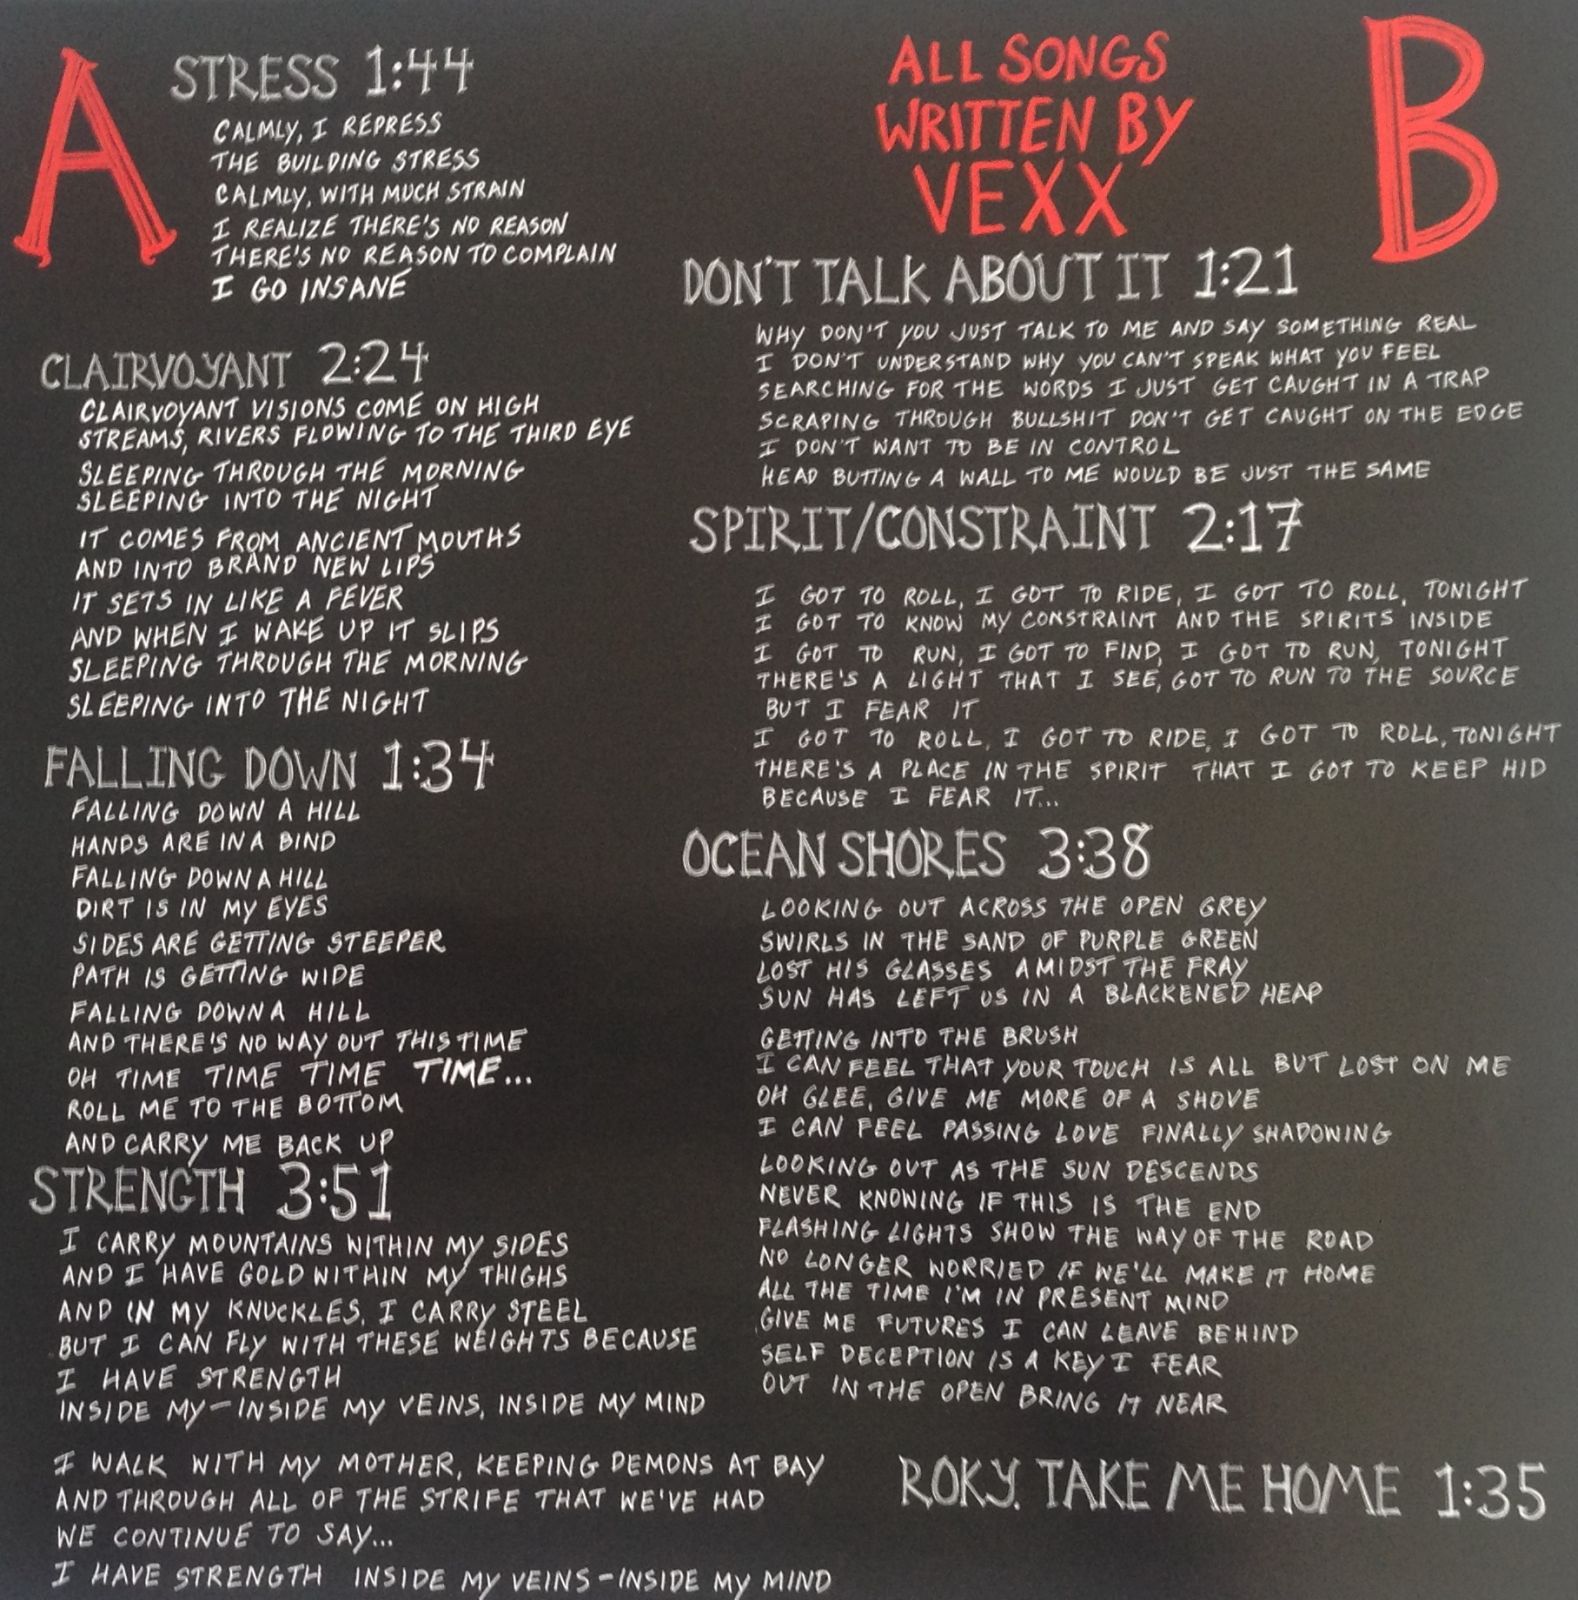 A
STRESS 1:44
CALMLY, I REPRESS
THE BUILDING STRESS
CALMLY, WITH MUCH STRAIN
I REALIZE THERE'S NO REASON
THERE'S NO REASON TO COMPLAIN
I GO INSANE
CLAIRVOYANT 2:24
CLAIRVOYANT VISIONS COME ON HIGH
STREAMS, RIVERS FLOWING TO THE THIRD EYE
SLEEPING THROUGH THE MORNING
SLEEPING INTO THE NIGHT
IT COMES FROM ANCIENT MOUTHS
AND INTO BRAND NEW LIPS
IT SETS IN LIKE A FEVER
AND WHEN I WAKE UP IT SLIPS
SLEEPING THROUGH THE MORNING
SLEEPING INTO THE NIGHT
FALLING DOWN 1:34
FALLING DOWN A HILL
HANDS ARE IN A BIND
FALLING DOWN A HILL
DIRT IS IN MY EYES
SIDES ARE GETTING STEEPER
PATH IS GETTING WIDE
FALLING DOWN A HILL
AND THERE'S NO WAY OUT THIS TIME
OH TIME TIME TIME TIME...
ROLL ME TO THE BOTTOM
AND CARRY ME BACK UP
STRENGTH 3:51
I CARRY MOUNTAINS WITHIN MY SIDES
AND I HAVE GOLD WITHIN MY THIGHS
AND IN MY KNUCKLES, I CARRY STEEL
BUT I CAN FLY WITH THESE WEIGHTS BECAUSE
I HAVE STRENGTH
INSIDE MY-INSIDE MY VEINS, INSIDE MY MIND
I WALK WITH MY MOTHER, KEEPING DEMONS AT BAY
AND THROUGH ALL OF THE STRIFE THAT WE'VE HAD
WE CONTINUE TO SAY...
I HAVE STRENGTH INSIDE MY VEINS-INSIDE MY MIND
ALL SONGS
WRITTEN BY
VEXX
B
DON'T TALK ABOUT IT 1:21
WHY DON'T YOU JUST TALK TO ME AND SAY SOMETHING REAL
I DON'T UNDERSTAND WHY YOU CAN'T SPEAK WHAT YOU FEEL
SEARCHING FOR THE WORDS I JUST GET CAUGHT IN A TRAP
SCRAPING THROUGH BULLSHIT DON'T GET CAUGHT ON THE EDGE
I DON'T WANT TO BE IN CONTROL
HEAD BUTTING A WALL TO ME WOULD BE JUST THE SAME
SPIRIT/CONSTRAINT 2:17
I GOT TO ROLL, I GOT TO RIDE, I GOT TO ROLL, TONIGHT
I GOT TO KNOW MY CONSTRAINT AND THE SPIRITS INSIDE
I GOT TO RUN, I GOT TO FIND, I GOT TO RUN, TONIGHT
THERE'S A LIGHT THAT I SEE, GOT TO RUN TO THE SOURCE
BUT I FEAR IT
I GOT TO ROLL, I GOT TO RIDE, I GOT TO ROLL, TONIGHT
THERE'S A PLACE IN THE SPIRIT THAT I GOT TO KEEP HID
BECAUSE I FEAR IT...
OCEAN SHORES 3:38
LOOKING OUT ACROSS THE OPEN GREY
SWIRLS IN THE SAND OF PURPLE GREEN
LOST HIS GLASSES AMIDST THE FRAY
SUN HAS LEFT US IN A BLACKENED HEAP
GETTING INTO THE BRUSH
I CAN FEEL THAT YOUR TOUCH IS ALL BUT LOST ON ME
OH GLEE, GIVE ME MORE OF A SHOVE
I CAN FEEL PASSING LOVE FINALLY SHADOWING
LOOKING OUT AS THE SUN DESCENDS
NEVER KNOWING IF THIS IS THE END
FLASHING LIGHTS SHOW THE WAY OF THE ROAD
NO LONGER WORRIED IF WE'LL MAKE IT HOME
ALL THE TIME I'M IN PRESENT MIND
GIVE ME FUTURES I CAN LEAVE BEHIND
SELF DECEPTION IS A KEY I FEAR
OUT IN THE OPEN BRING IT NEAR
ROKY. TAKE ME HOME 1:35